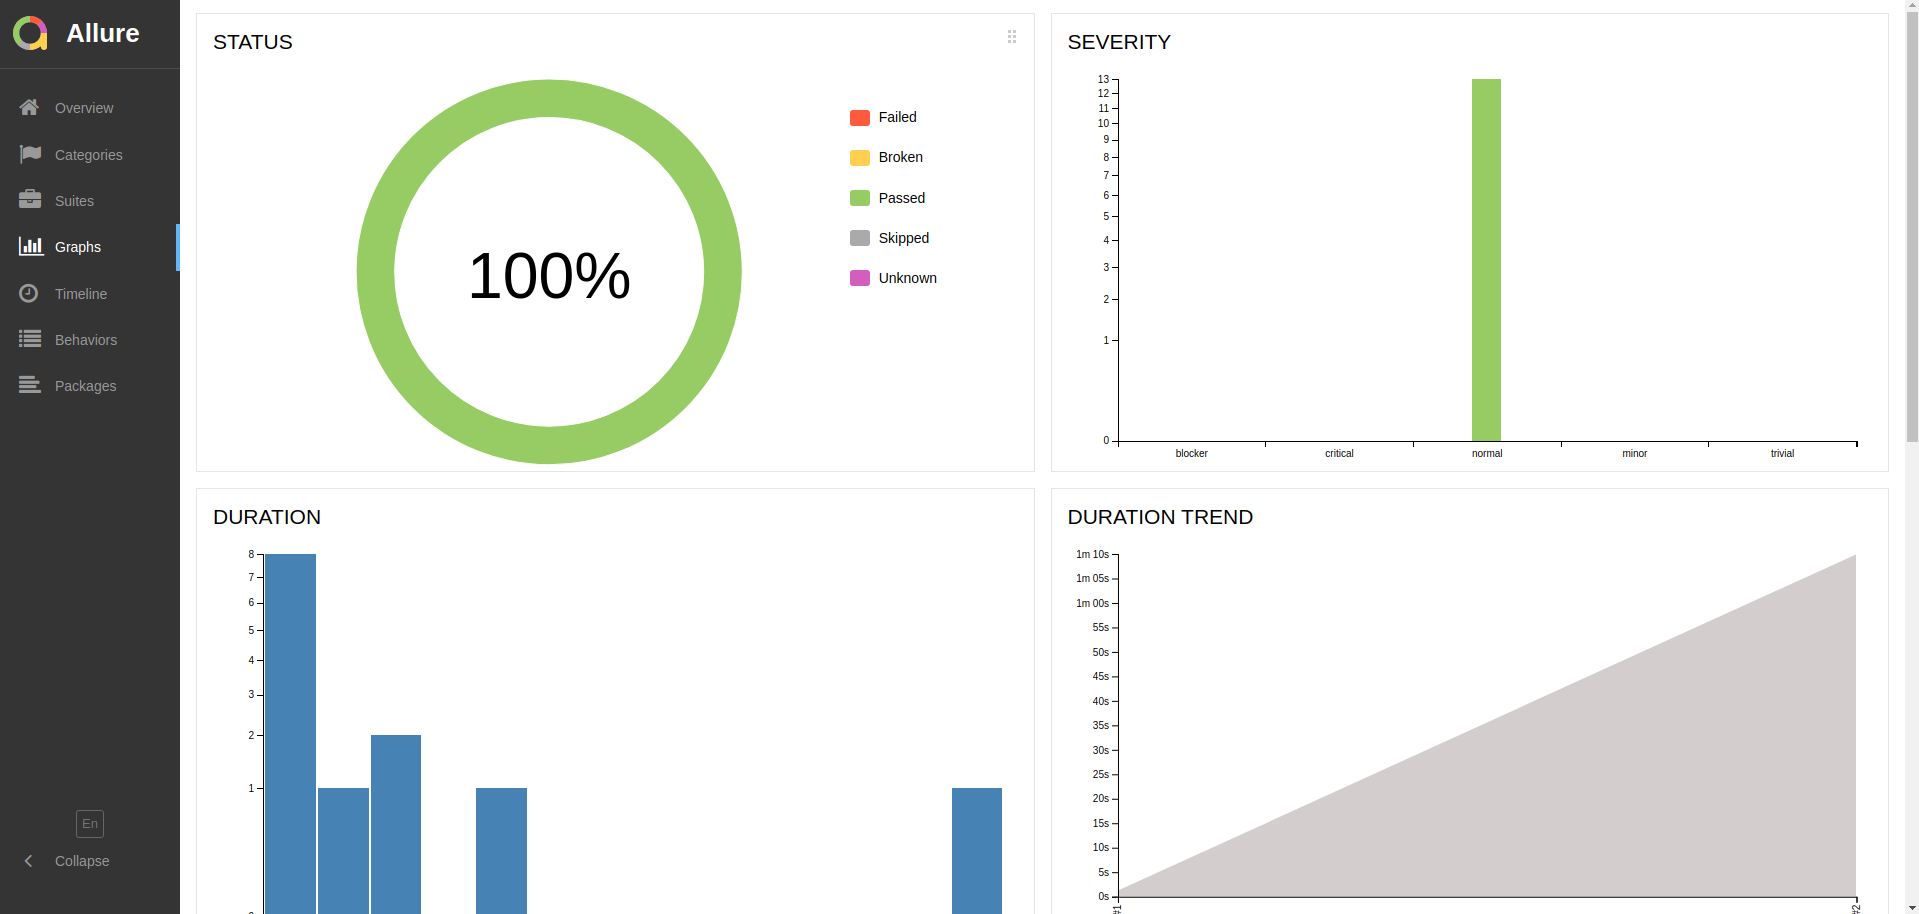 Allure
Overview
Categories
Suites
Graphs
Timeline
Behaviors
Packages
En
Collapse
STATUS
100%
Failed
Broken
Passed
Skipped
Unknown
SEVERITY
13
12
11
10
9
8
7
6
5
4
3
2
1
0
blocker critical normal minor trivial
DURATION
8
7
6
5
4
3
2
1
DURATION TREND
1m 10s
1m 05s
1m 00s
55s
50s
45s
40s
35s
30s
25s
20s
15s
10s
5s
0s
#1 #2